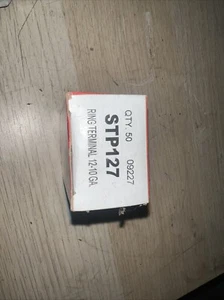 QTY. 50 09227
STP127
RING TERMINAL 12-10 GA.